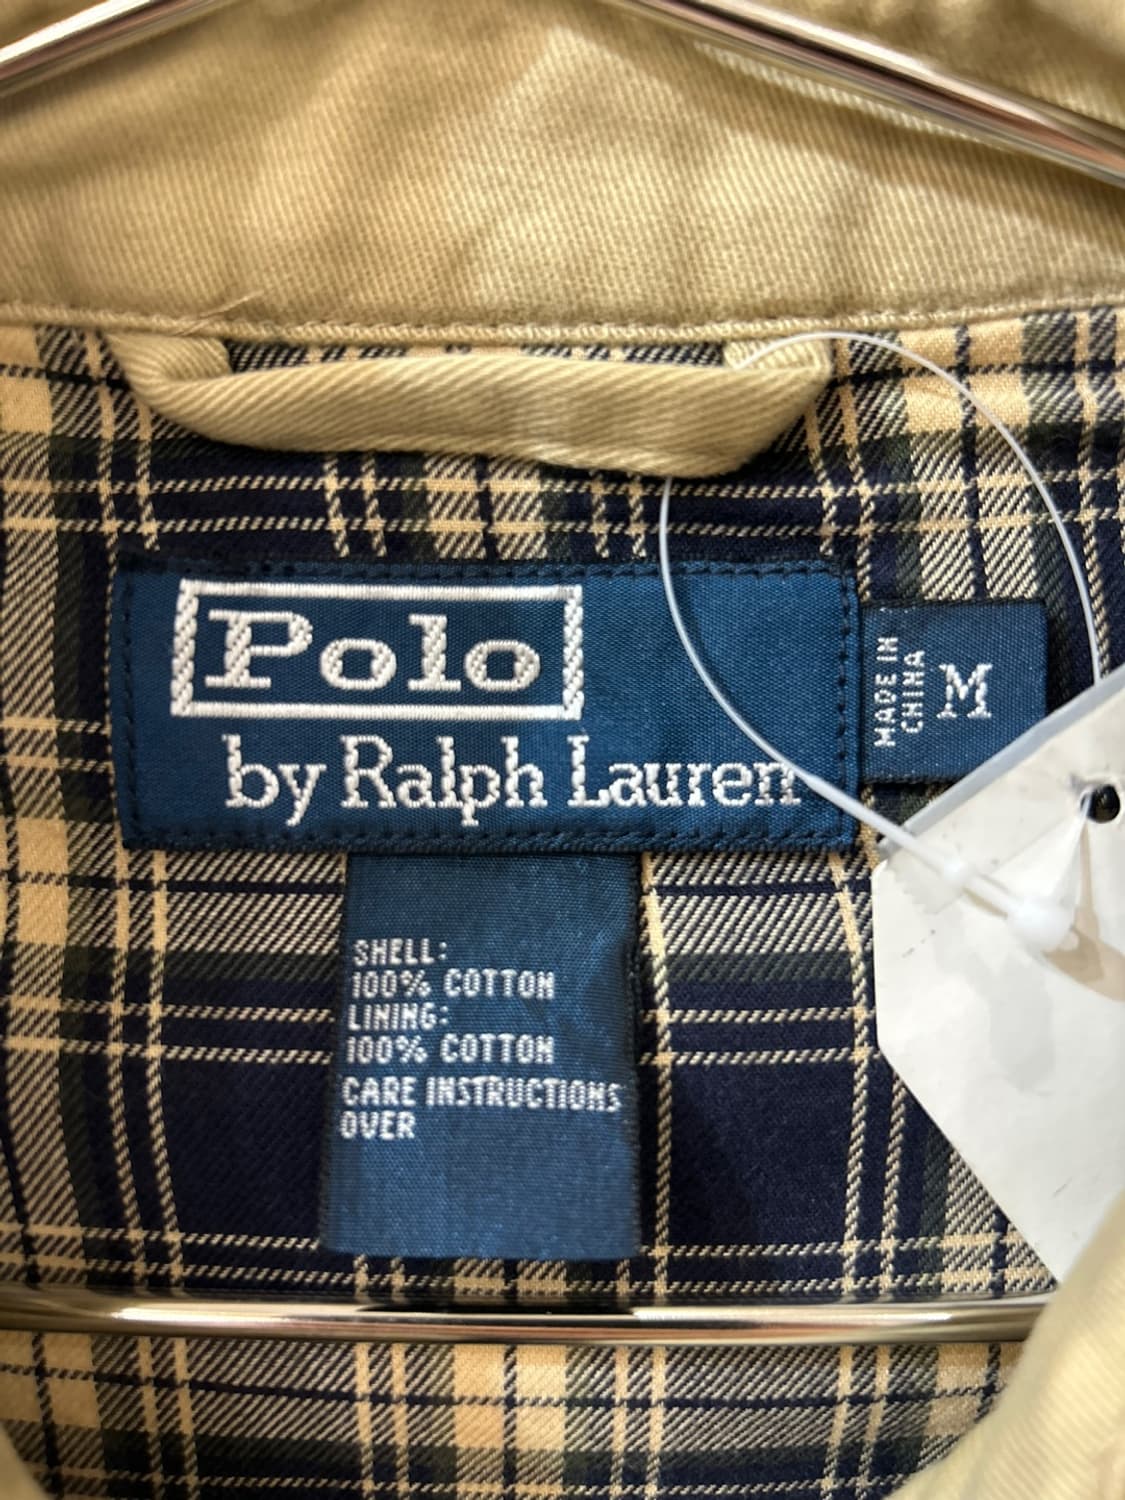 Polo
by Ralph Lauren
MADE IN
CHINA
M
SHELL:
100% COTTON
LINING:
100% COTTON
CARE INSTRUCTIONS
OVER